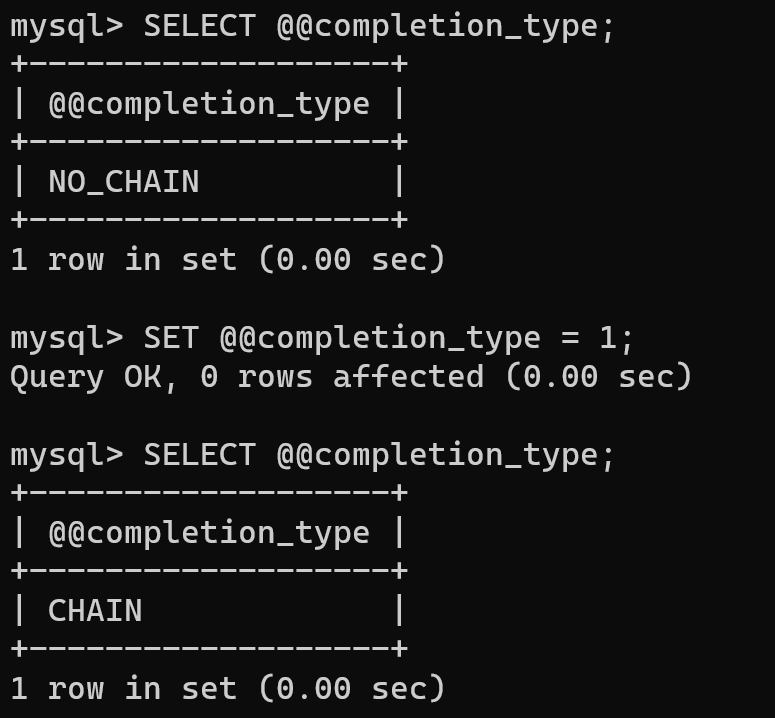 mysql> SELECT @@completion_type;
+-------------------+
| @@completion_type |
+-------------------+
| NO_CHAIN          |
+-------------------+
1 row in set (0.00 sec)

mysql> SET @@completion_type = 1;
Query OK, 0 rows affected (0.00 sec)

mysql> SELECT @@completion_type;
+-------------------+
| @@completion_type |
+-------------------+
| CHAIN             |
+-------------------+
1 row in set (0.00 sec)